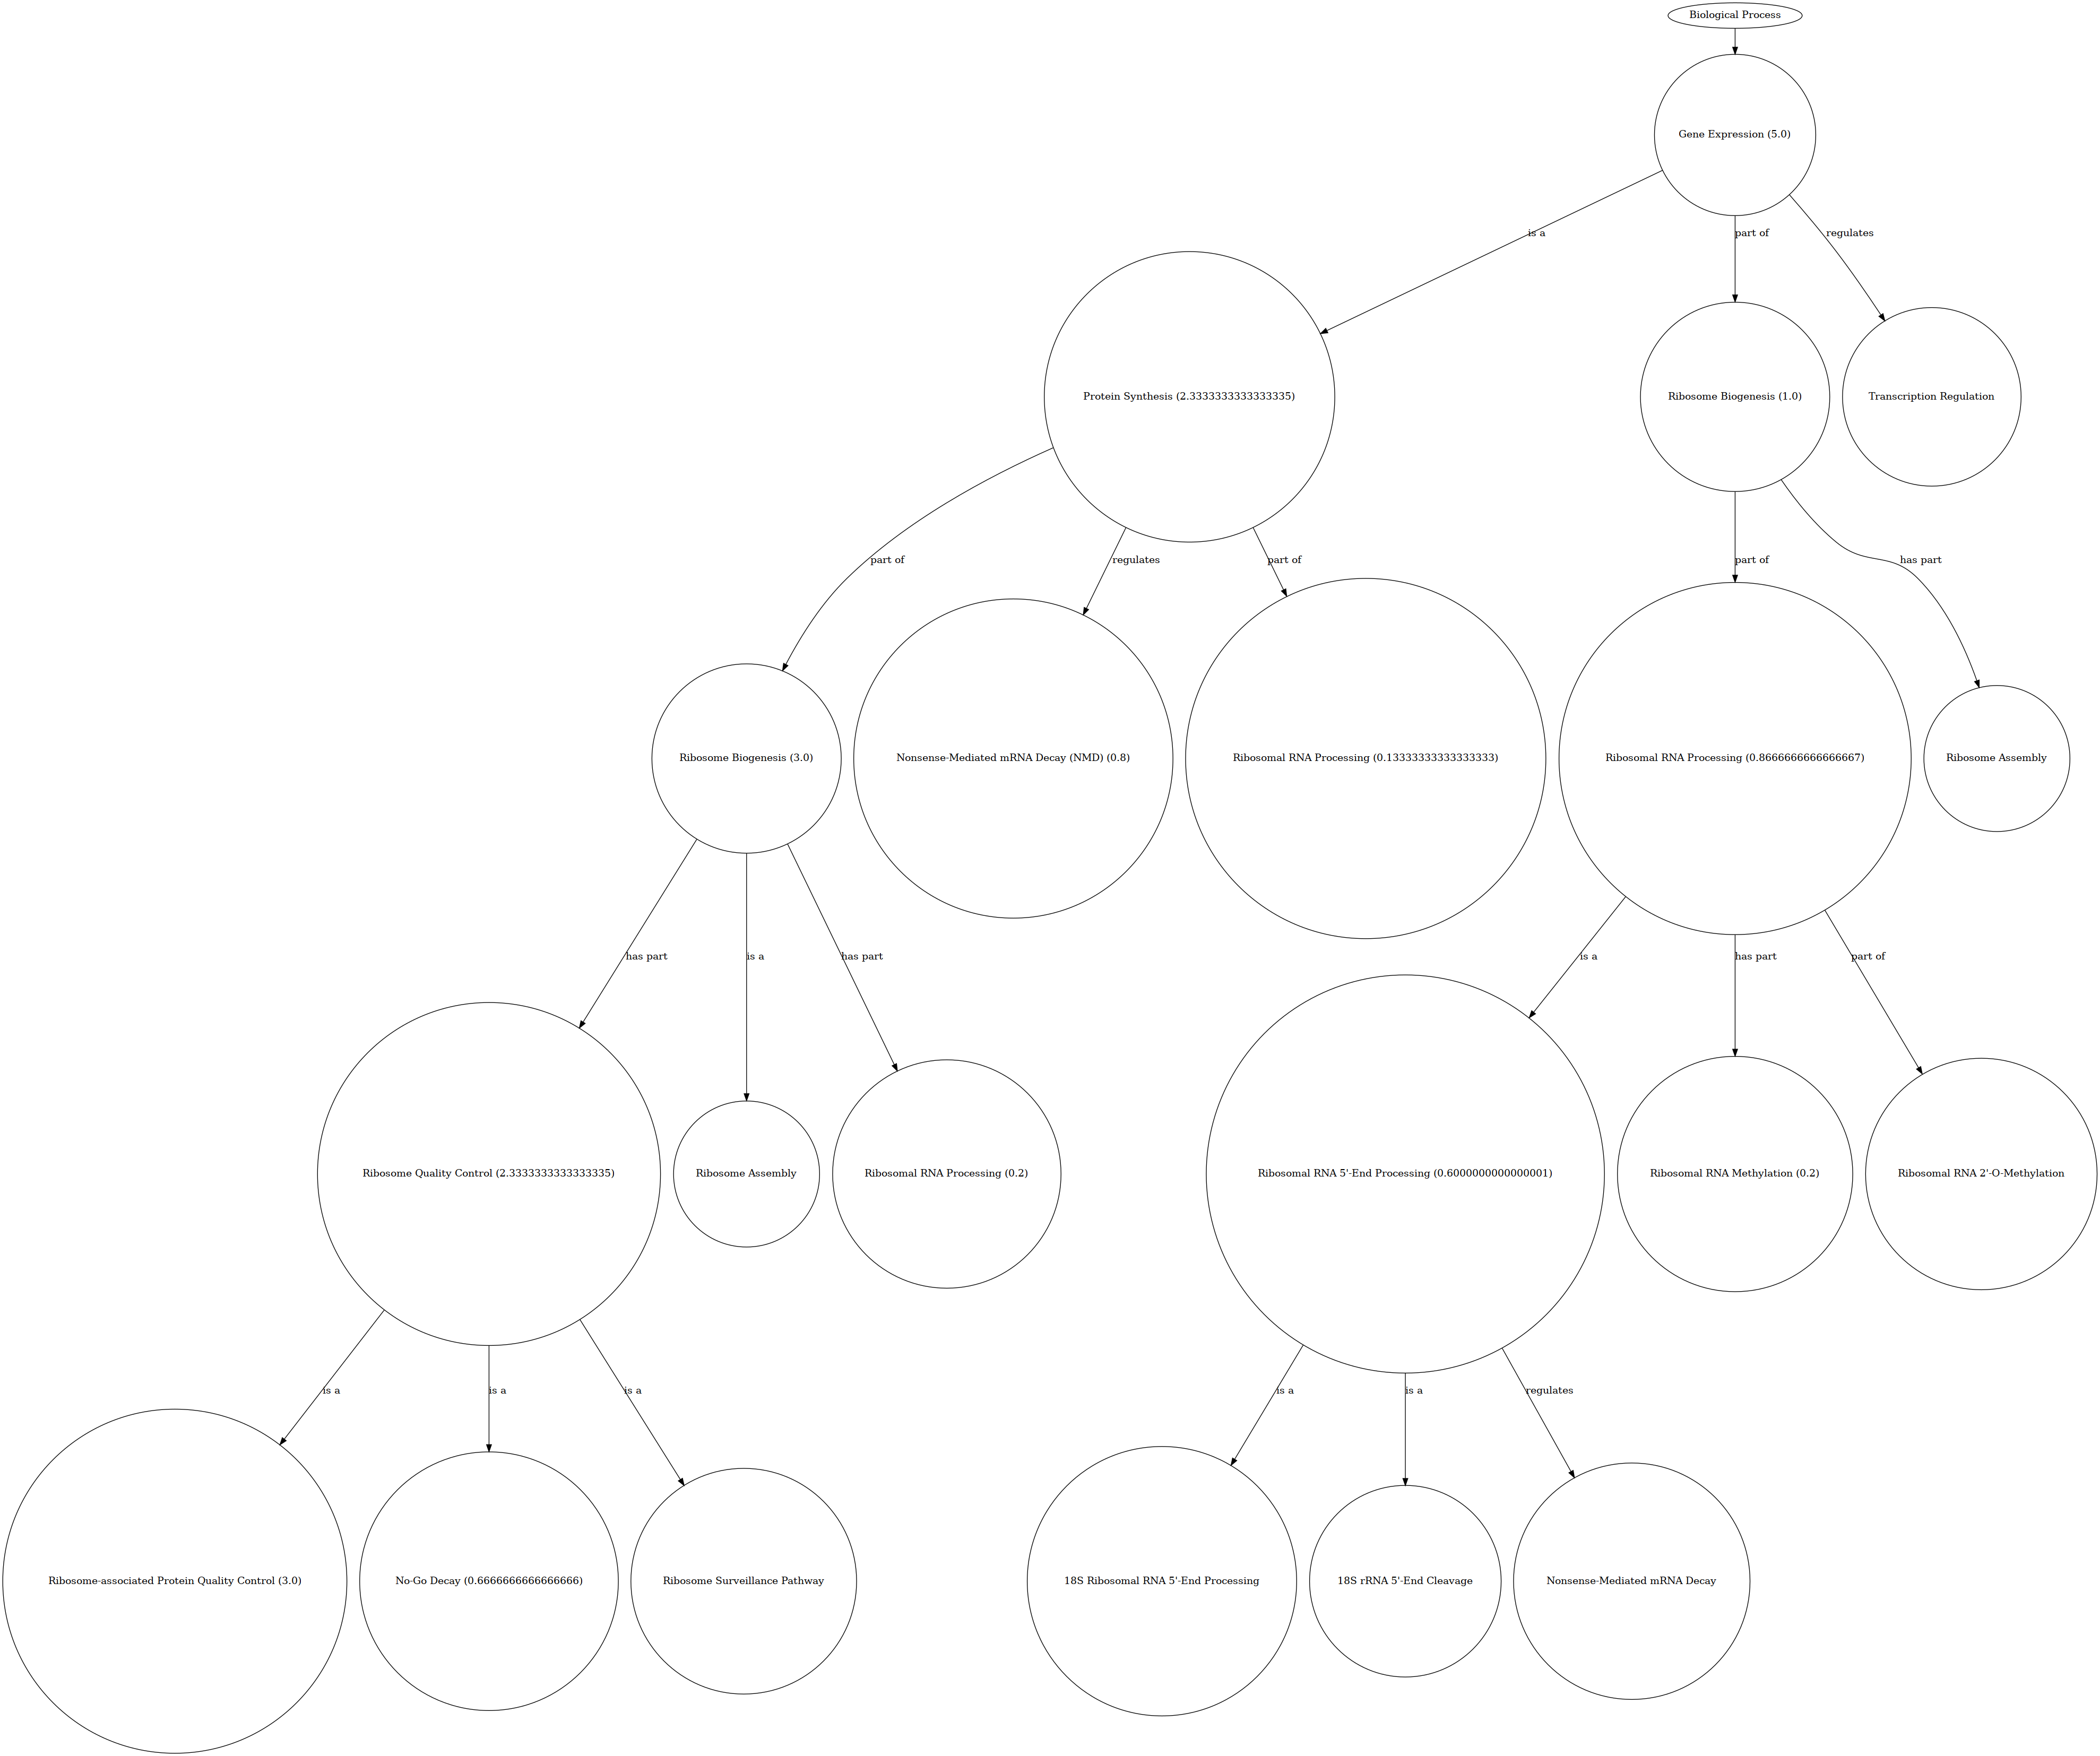 Biological Process
Gene Expression (5.0)
is a
part of
regulates
Protein Synthesis (2.3333333333333335)
Ribosome Biogenesis (1.0)
Transcription Regulation
part of
regulates
part of
part of
has part
Ribosome Biogenesis (3.0)
Nonsense-Mediated mRNA Decay (NMD) (0.8)
Ribosomal RNA Processing (0.13333333333333333)
Ribosomal RNA Processing (0.8666666666666667)
Ribosome Assembly
has part
is a
has part
is a
has part
part of
Ribosome Quality Control (2.3333333333333335)
Ribosome Assembly
Ribosomal RNA Processing (0.2)
Ribosomal RNA 5'-End Processing (0.6000000000000001)
Ribosomal RNA Methylation (0.2)
Ribosomal RNA 2'-O-Methylation
is a
is a
is a
is a
is a
regulates
Ribosome-associated Protein Quality Control (3.0)
No-Go Decay (0.6666666666666666)
Ribosome Surveillance Pathway
18S Ribosomal RNA 5'-End Processing
18S rRNA 5'-End Cleavage
Nonsense-Mediated mRNA Decay